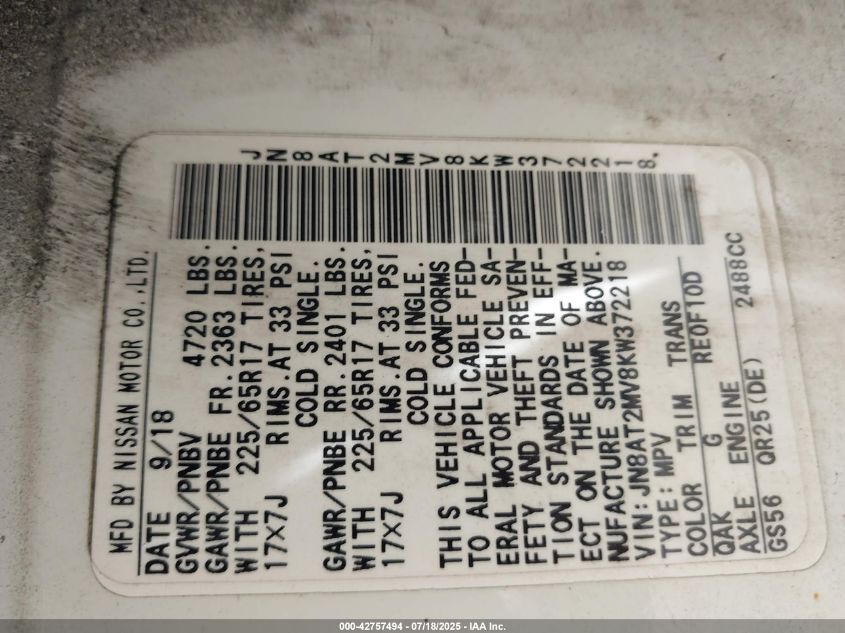 JN8AT2MV8KW372218.
MFD BY NISSAN MOTOR CO.,LTD.
DATE 9/18
GVWR/PNBV 4720 LBS.
GAWR/PNBE FR. 2363 LBS.
WITH 225/65R17 TIRES,
17×7J RIMS.AT 33 PSI
COLD SINGLE.
GAWR/PNBE RR. 2401 LBS.
WITH 225/65R17 TIRES,
17×7J RIMS.AT 33 PSI
COLD SINGLE.
THIS VEHICLE CONFORMS
TO ALL APPLICABLE FED-
ERAL MOTOR VEHICLE SA-
FETY AND THEFT PREVEN-
TION STANDARDS IN EFF-
ECT ON THE DATE OF MA-
NUFACTURE SHOWN ABOVE.
VIN: JN8AT2MV8KW372218
TYPE: MPV
COLOR TRIM TRANS
QAK G RE0F10D
AXLE ENGINE
GS56 QR25(DE) 2488CC
000-42757494 - 07/18/2025 - IAA Inc.